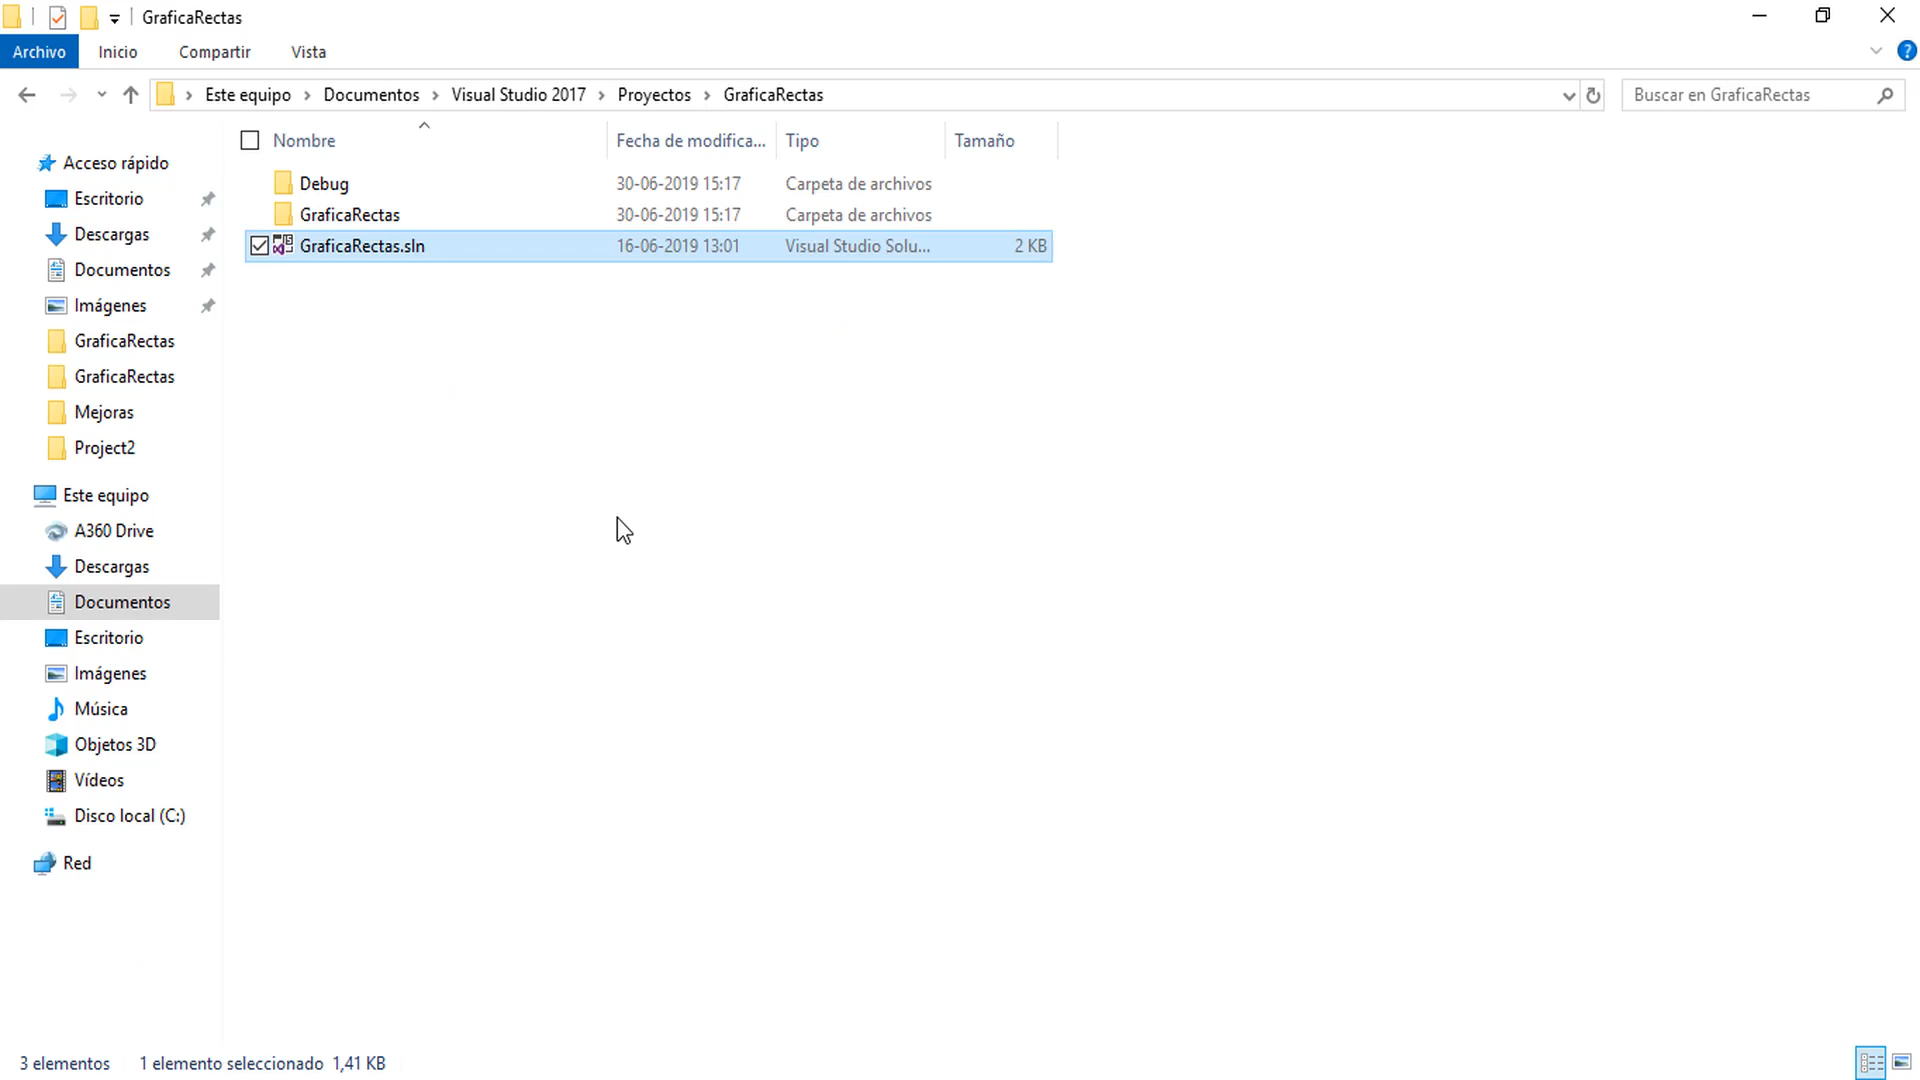 GraficaRectas
Archivo Inicio Compartir Vista
Este equipo Documentos Visual Studio 2017 Proyectos GraficaRectas Buscar en GraficaRectas
Nombre Fecha de modifica... Tipo Tamaño
Debug 30-06-2019 15:17 Carpeta de archivos
GraficaRectas 30-06-2019 15:17 Carpeta de archivos
GraficaRectas.sln 16-06-2019 13:01 Visual Studio Solu... 2 KB
Acceso rápido
Escritorio
Descargas
Documentos
Imágenes
GraficaRectas
GraficaRectas
Mejoras
Project2
Este equipo
A360 Drive
Descargas
Documentos
Escritorio
Imágenes
Música
Objetos 3D
Vídeos
Disco local (C:)
Red
3 elementos 1 elemento seleccionado 1,41 KB